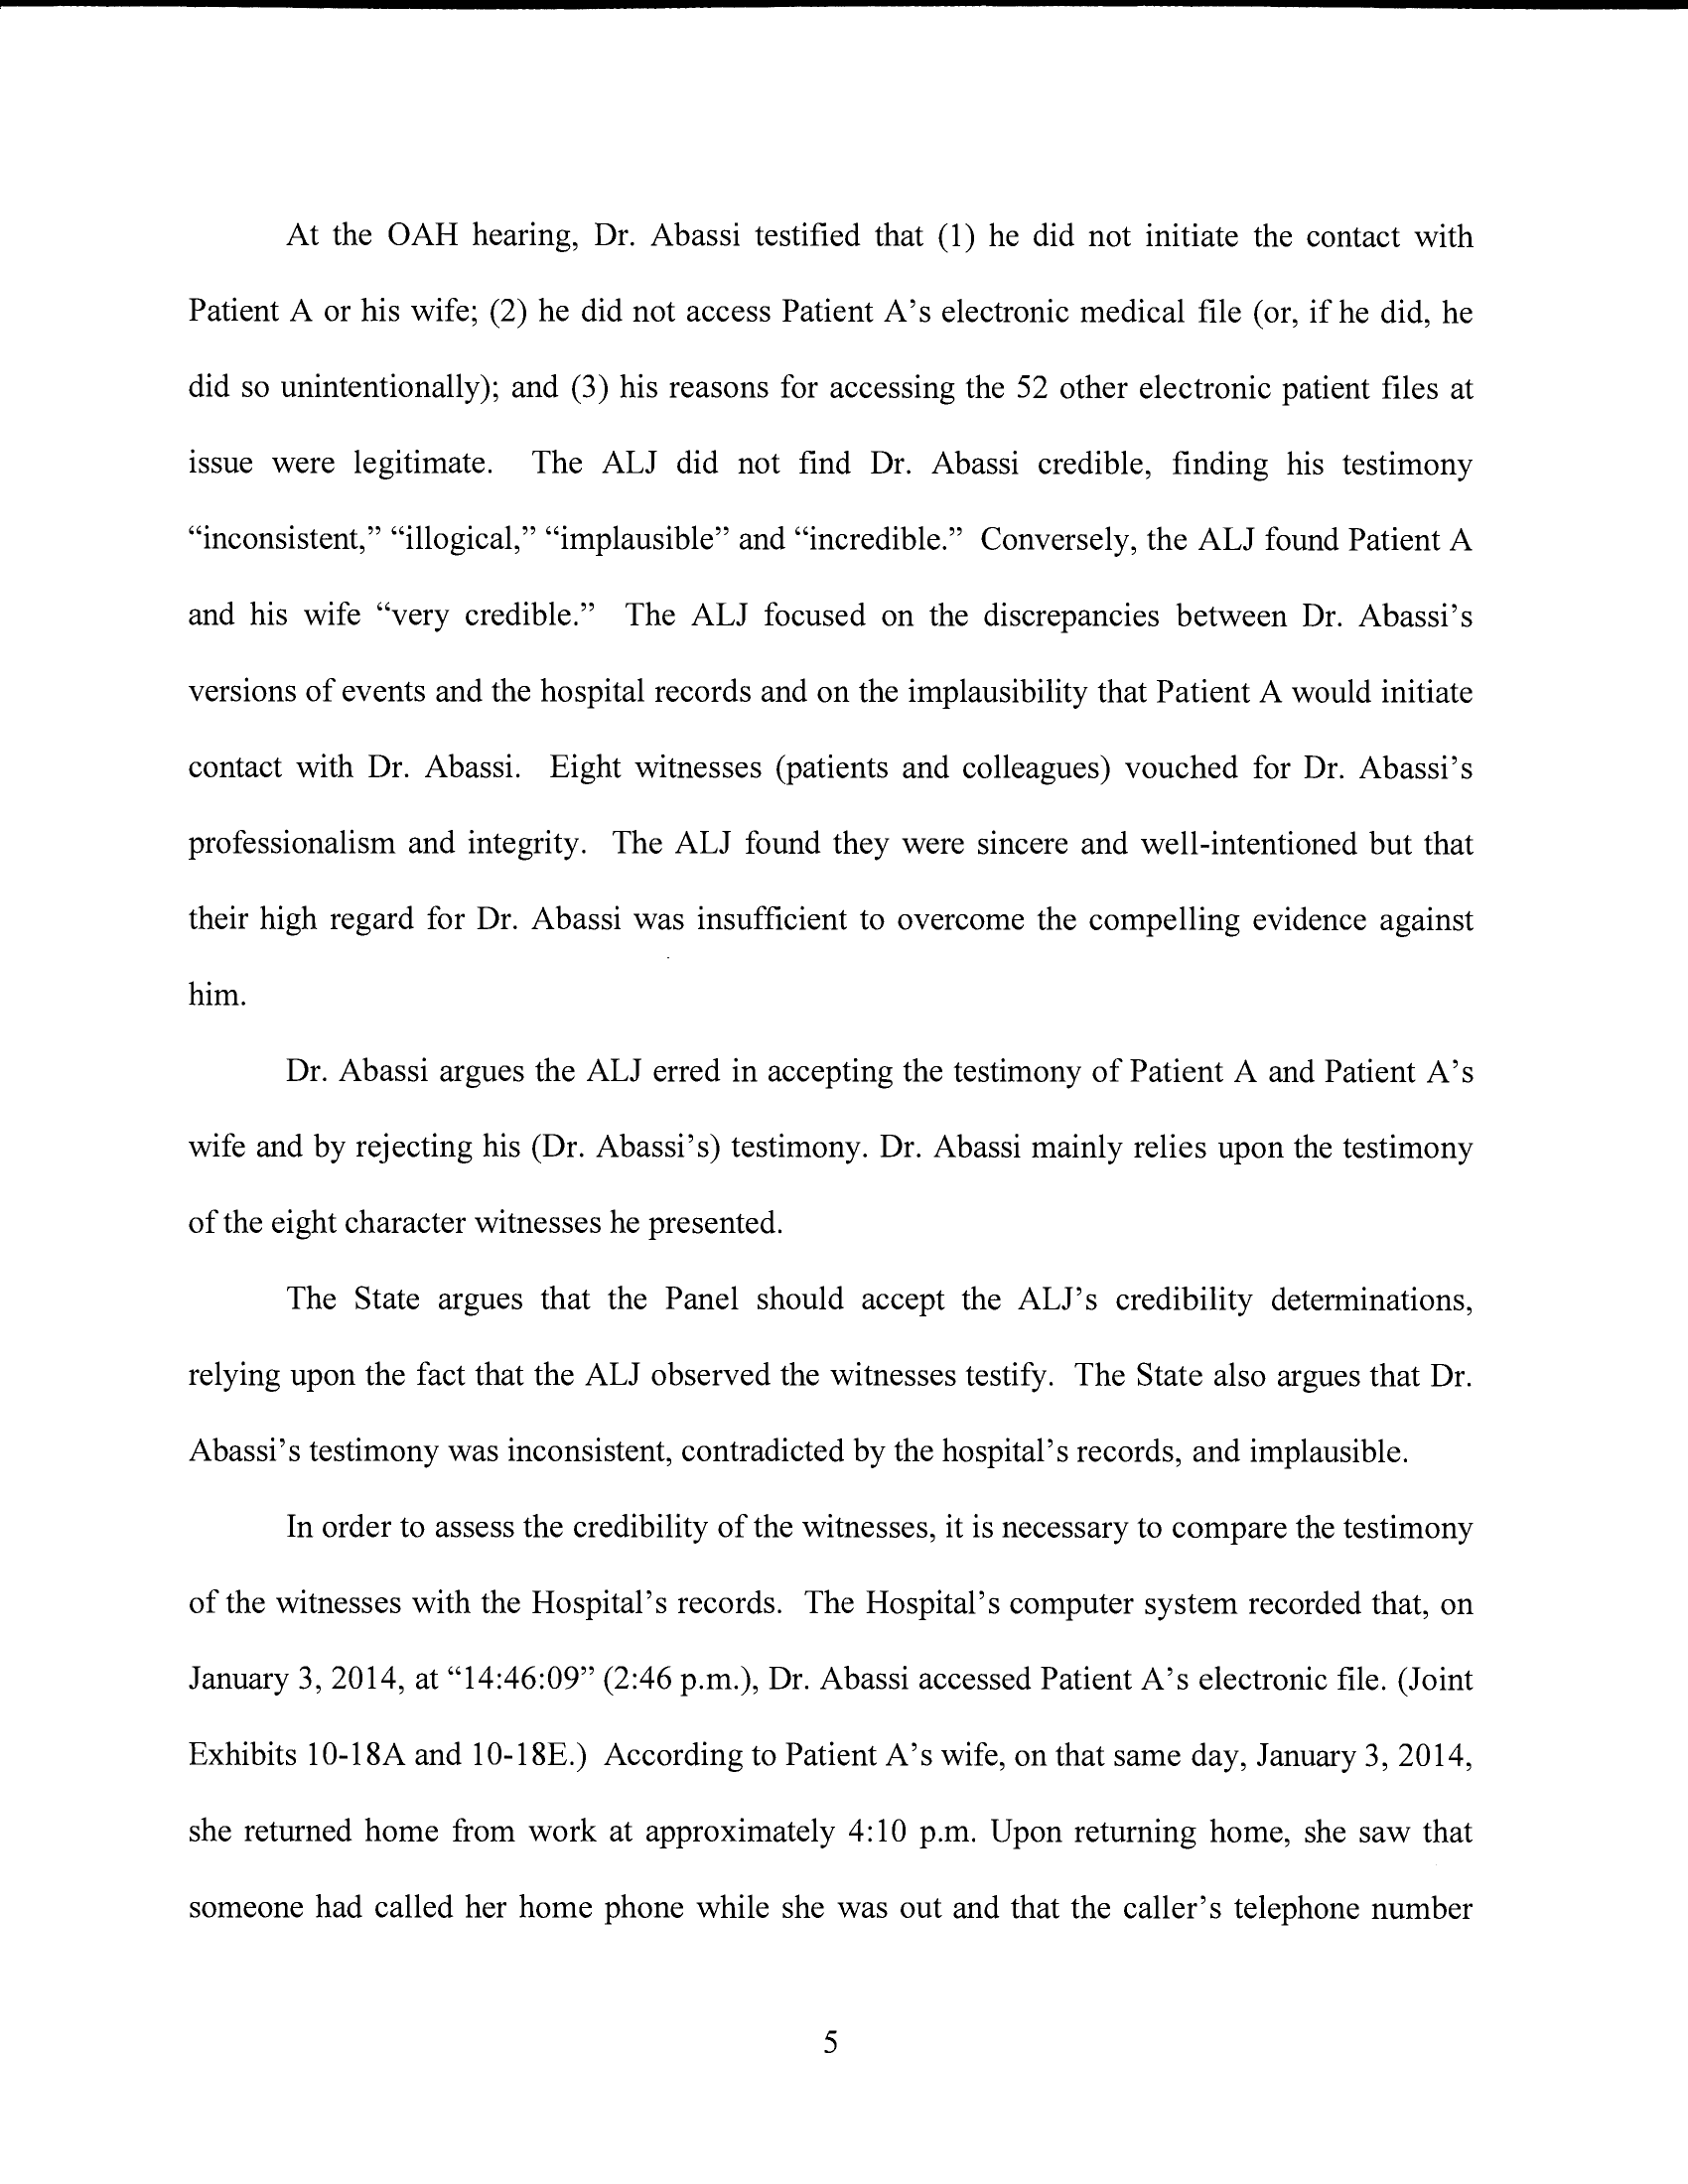 At the OAH hearing, Dr. Abassi testified that (1) he did not initiate the contact with
Patient A or his wife; (2) he did not access Patient A’s electronic medical file (or, if he did, he
did so unintentionally); and (3) his reasons for accessing the 52 other electronic patient files at
issue were legitimate. The ALJ did not find Dr. Abassi credible, finding his testimony
“inconsistent,” “illogical,” “implausible” and “incredible.” Conversely, the ALJ found Patient A
and his wife “very credible.” The ALJ focused on the discrepancies between Dr. Abassi’s
versions of events and the hospital records and on the implausibility that Patient A would initiate
contact with Dr. Abassi. Eight witnesses (patients and colleagues) vouched for Dr. Abassi’s
professionalism and integrity. The ALJ found they were sincere and well-intentioned but that
their high regard for Dr. Abassi was insufficient to overcome the compelling evidence against
him.
Dr. Abassi argues the ALJ erred in accepting the testimony of Patient A and Patient A’s
wife and by rejecting his (Dr. Abassi’s) testimony. Dr. Abassi mainly relies upon the testimony
of the eight character witnesses he presented.
The State argues that the Panel should accept the ALJ’s credibility determinations,
relying upon the fact that the ALJ observed the witnesses testify. The State also argues that Dr.
Abassi’s testimony was inconsistent, contradicted by the hospital’s records, and implausible.
In order to assess the credibility of the witnesses, it is necessary to compare the testimony
of the witnesses with the Hospital’s records. The Hospital’s computer system recorded that, on
January 3, 2014, at “14:46:09” (2:46 p.m.), Dr. Abassi accessed Patient A’s electronic file. (Joint
Exhibits 10-18A and 10-18E.) According to Patient A’s wife, on that same day, January 3, 2014,
she returned home from work at approximately 4:10 p.m. Upon returning home, she saw that
someone had called her home phone while she was out and that the caller’s telephone number
5